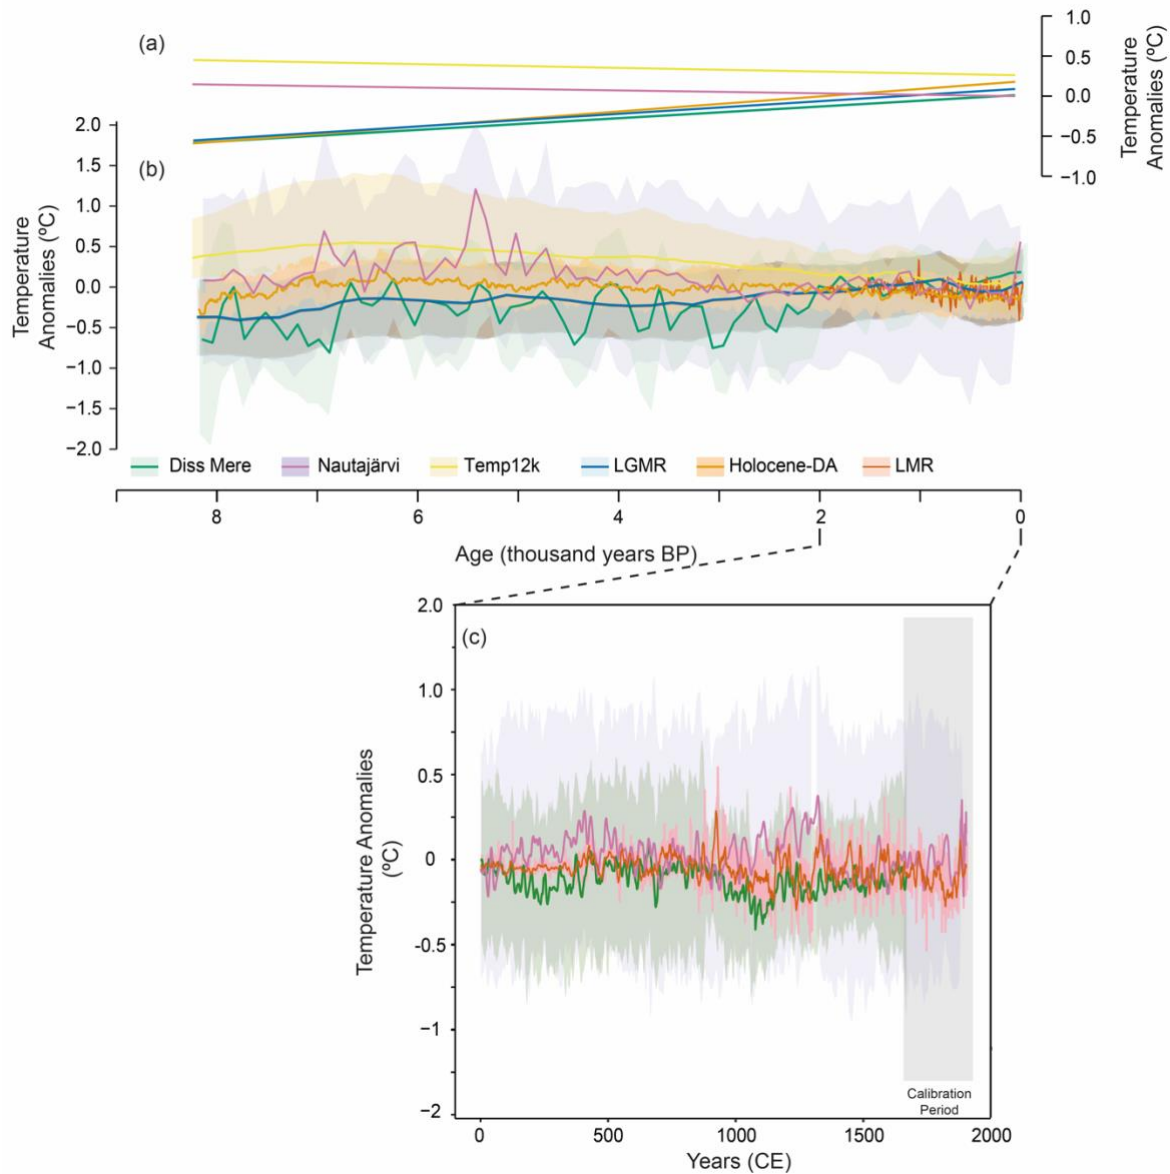 (a)
1.0
0.5
0.0
−0.5
−1.0
Temperature
Anomalies (ºC)
(b)
2.0
1.5
1.0
0.5
0.0
−0.5
−1.0
−1.5
−2.0
Temperature
Anomalies (ºC)
Diss Mere Nautajärvi Temp12k LGMR Holocene-DA LMR
8 6 4 2 0
Age (thousand years BP)
(c)
2.0
1.0
0.5
0
-0.5
−1
−2
Temperature Anomalies
(ºC)
Calibration
Period
0 500 1000 1500 2000
Years (CE)